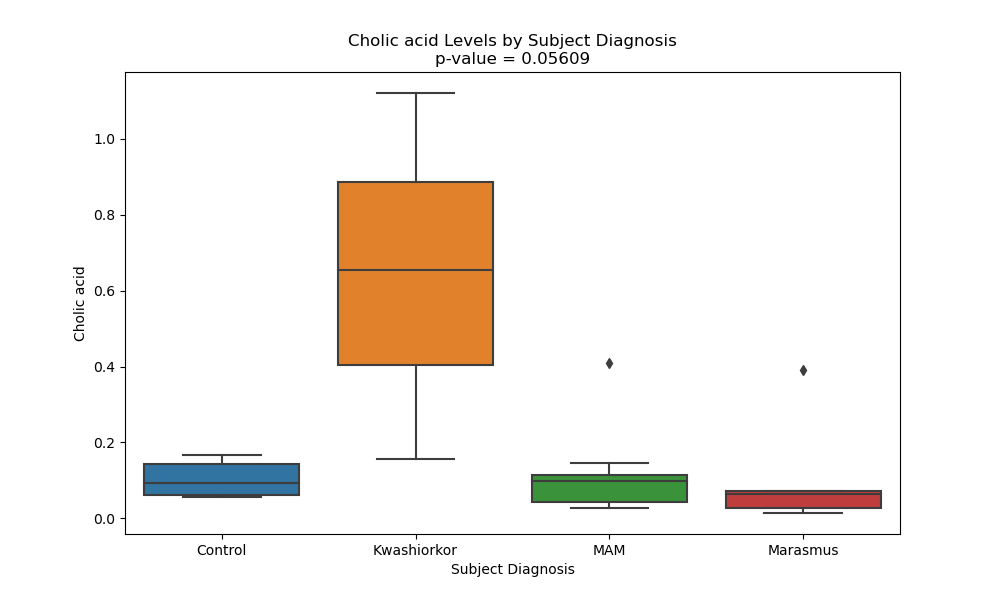 Cholic acid Levels by Subject Diagnosis
p-value = 0.05609
1.0
0.8
0.6
0.4
0.2
0.0
Cholic acid
Control
Kwashiorkor
MAM
Marasmus
Subject Diagnosis